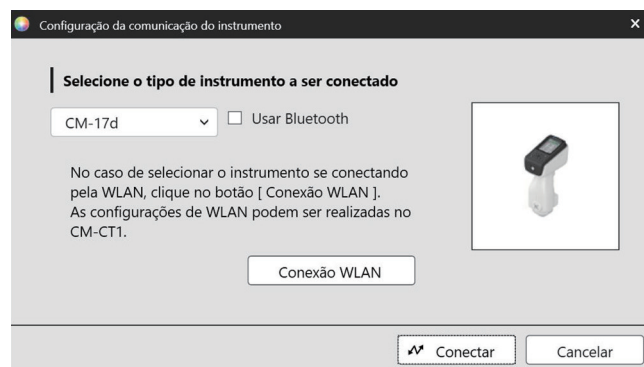 Configuração da comunicação do instrumento
Selecione o tipo de instrumento a ser conectado
CM-17d
Usar Bluetooth
No caso de selecionar o instrumento se conectando
pela WLAN, clique no botão [ Conexão WLAN ].
As configurações de WLAN podem ser realizadas no
CM-CT1.
Conexão WLAN
Conectar
Cancelar